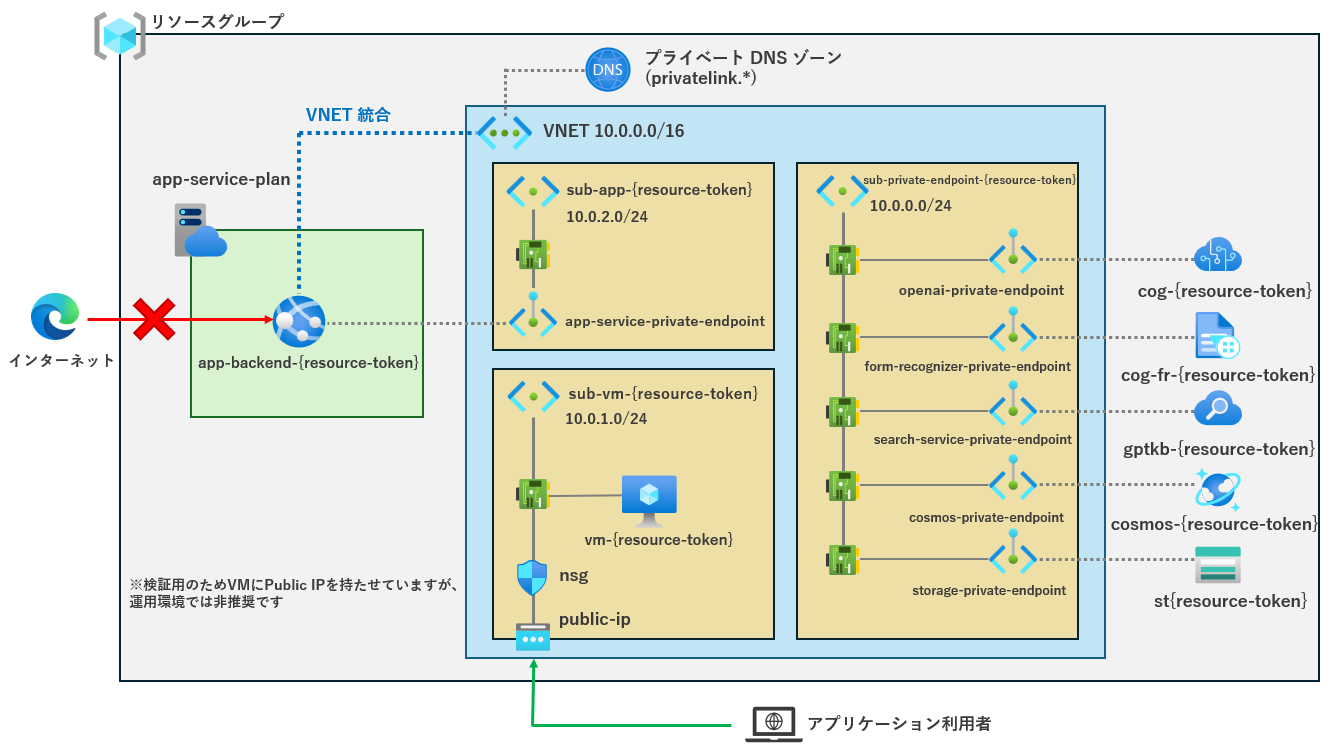 リソースグループ
DNS
プライベート DNS ゾーン
(privatelink.*)
VNET 統合
VNET 10.0.0.0/16
app-service-plan
sub-app-{resource-token}
10.0.2.0/24
app-service-private-endpoint
インターネット
app-backend-{resource-token}
sub-vm-{resource-token}
10.0.1.0/24
vm-{resource-token}
nsg
public-ip
※検証用のためVMにPublic IPを持たせていますが、
運用環境では非推奨です
sub-private-endpoint-{resource-token}
10.0.0.0/24
openai-private-endpoint
form-recognizer-private-endpoint
search-service-private-endpoint
cosmos-private-endpoint
storage-private-endpoint
cog-{resource-token}
cog-fr-{resource-token}
gptkb-{resource-token}
cosmos-{resource-token}
st{resource-token}
アプリケーション利用者